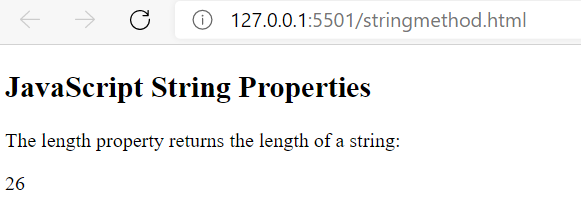 127.0.0.1:5501/stringmethod.html
JavaScript String Properties
The length property returns the length of a string:
26